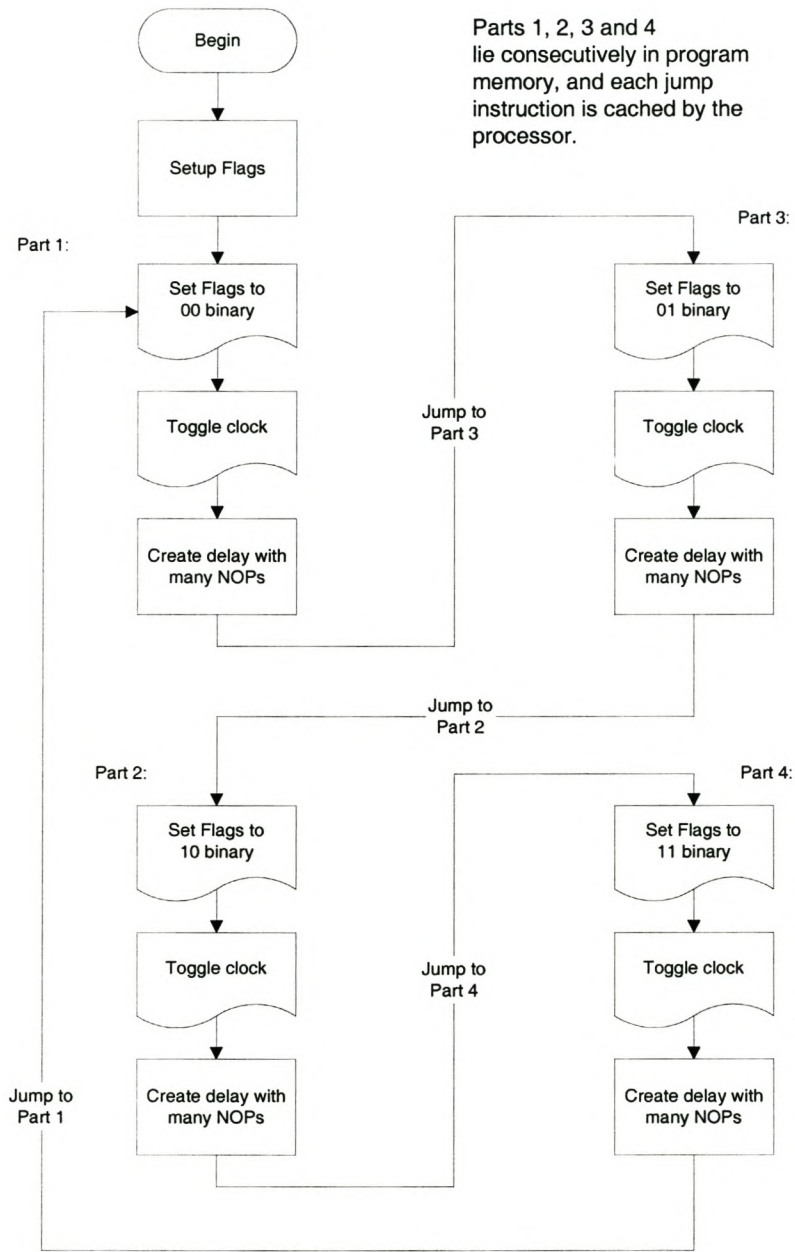 Begin
Parts 1, 2, 3 and 4
lie consecutively in program
memory, and each jump
instruction is cached by the
processor.
Setup Flags
Part 1:
Set Flags to
00 binary
Toggle clock
Create delay with
many NOPs
Jump to
Part 3
Part 3:
Set Flags to
01 binary
Toggle clock
Create delay with
many NOPs
Jump to
Part 2
Part 2:
Set Flags to
10 binary
Toggle clock
Create delay with
many NOPs
Jump to
Part 4
Part 4:
Set Flags to
11 binary
Toggle clock
Create delay with
many NOPs
Jump to
Part 1